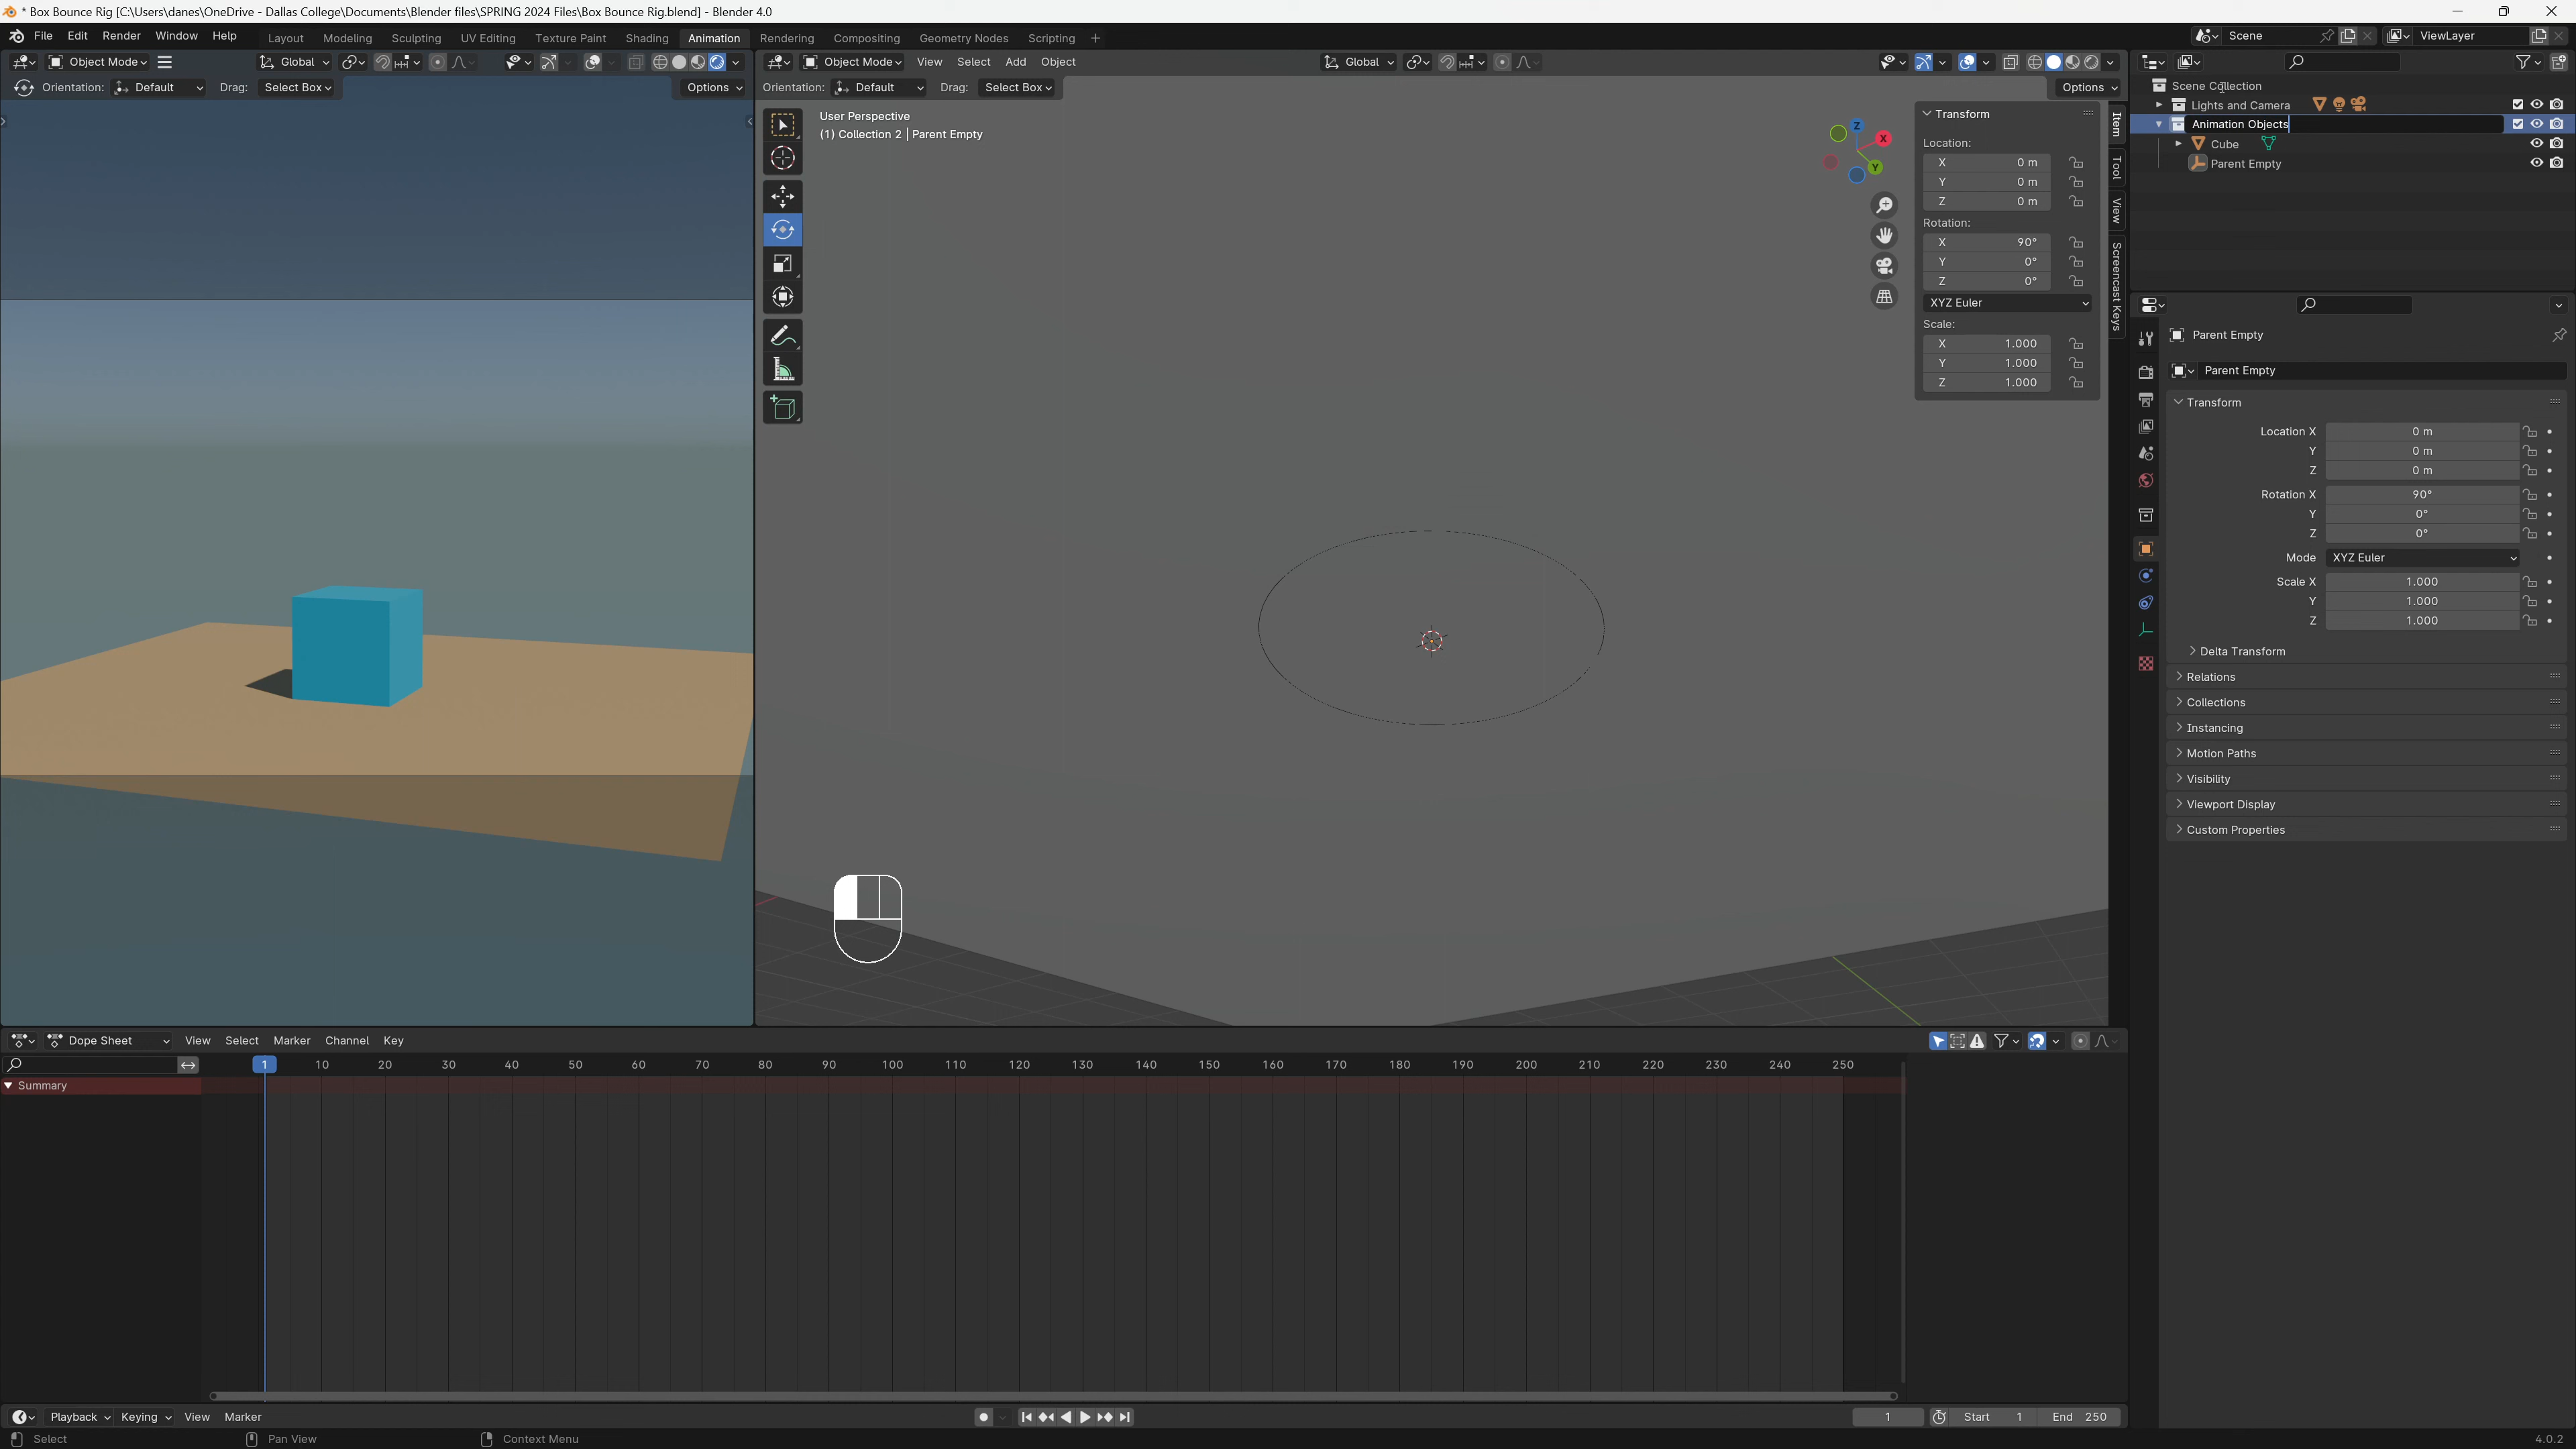 * Box Bounce Rig [C:\Users\danes\OneDrive - Dallas College\Documents\Blender files\SPRING 2024 Files\Box Bounce Rig.blend] - Blender 4.0
File Edit Render Window Help Layout Modeling Sculpting UV Editing Texture Paint Shading Animation Rendering Compositing Geometry Nodes Scripting + Scene ViewLayer
Object Mode Global Object Mode View Select Add Object Global
Orientation: Default Drag: Select Box Options Orientation: Default Drag: Select Box Options
User Perspective
(1) Collection 2 | Parent Empty
Z
X
Y
Transform
Location:
X 0 m
Y 0 m
Z 0 m
Rotation:
X 90°
Y 0°
Z 0°
XYZ Euler
Scale:
X 1.000
Y 1.000
Z 1.000
Item
Tool
View
Screencast Keys
Scene Collection
Lights and Camera
Animation Objects
Cube
Parent Empty
Parent Empty
Parent Empty
Transform
Location X 0 m
Y 0 m
Z 0 m
Rotation X 90°
Y 0°
Z 0°
Mode XYZ Euler
Scale X 1.000
Y 1.000
Z 1.000
Delta Transform
Relations
Collections
Instancing
Motion Paths
Visibility
Viewport Display
Custom Properties
Dope Sheet View Select Marker Channel Key
1 10 20 30 40 50 60 70 80 90 100 110 120 130 140 150 160 170 180 190 200 210 220 230 240 250
Summary
Playback Keying View Marker 1 Start 1 End 250
Select Pan View Context Menu 4.0.2